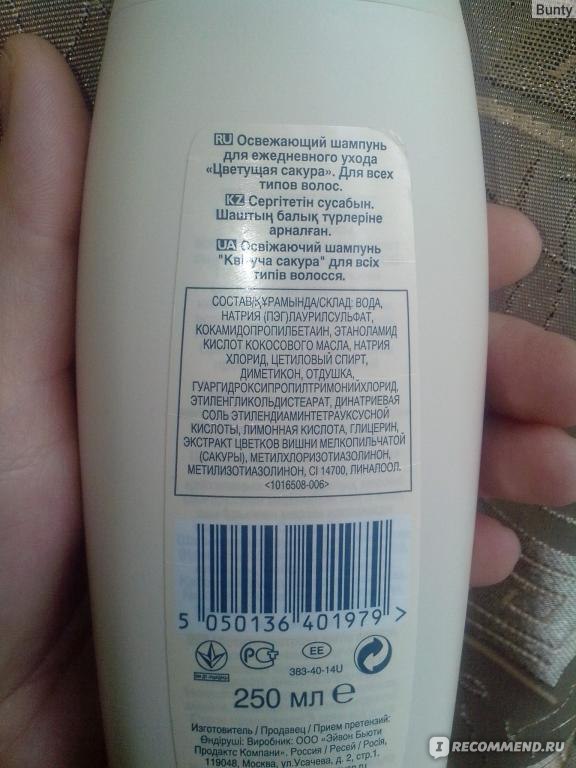 Bunty
RU Освежающий шампунь
для ежедневного ухода
«Цветущая сакура». Для всех
типов волос.
KZ Сергітетін сусабын.
Шаштың балық түрлеріне
арналған.
UA Освіжаючий шампунь
"Квітуча сакура" для всіх
типів волосся.
СОСТАВ/ҚҰРАМЫНДА/СКЛАД: ВОДА,
НАТРИЯ (ПЭГ)ЛАУРИЛСУЛЬФАТ,
КОКАМИДОПРОПИЛБЕТАИН, ЭТАНОЛАМИД
КИСЛОТ КОКОСОВОГО МАСЛА, НАТРИЯ
ХЛОРИД, ЦЕТИЛОВЫЙ СПИРТ,
ДИМЕТИКОН, ОТДУШКА,
ГУАРГИДРОКСИПРОПИЛТРИМОНИЙХЛОРИД,
ЭТИЛЕНГЛИКОЛЬДИСТЕАРАТ, ДИНАТРИЕВАЯ
СОЛЬ ЭТИЛЕНДИАМИНТЕТРАУКСУСНОЙ
КИСЛОТЫ, ЛИМОННАЯ КИСЛОТА, ГЛИЦЕРИН,
ЭКСТРАКТ ЦВЕТКОВ ВИШНИ МЕЛКОПИЛЬЧАТОЙ
(САКУРЫ), МЕТИЛХЛОРИЗОТИАЗОЛИНОН,
МЕТИЛИЗОТИАЗОЛИНОН, CI 14700, ЛИНАЛООЛ.
<1016508-006>
5 050136 401979 >
EE
383-40-14U
250 мл e
Изготовитель / Продавец / Прием претензий:
Өндіруші: Виробник: ООО «Эйвон Бьюти
Продактс Компани». Россия / Ресей / Росія,
Москва, ул.Усачева, д. 2, стр.1.
I RECOMMEND.RU